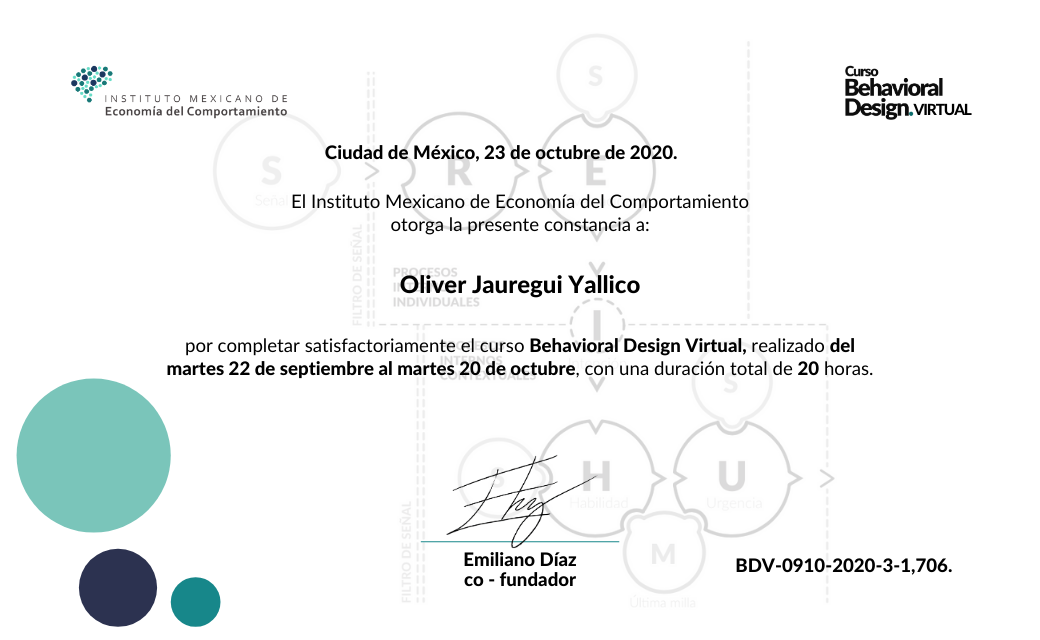 INSTITUTO MEXICANO DE
Economía del Comportamiento
Curso
Behavioral
Design.VIRTUAL
S
S
Señal
R
E
Ciudad de México, 23 de octubre de 2020.
El Instituto Mexicano de Economía del Comportamiento
otorga la presente constancia a:
FILTRO DE SEÑAL
PROCESOS
INDIVIDUALES
Oliver Jauregui Yallico
I
por completar satisfactoriamente el curso Behavioral Design Virtual, realizado del
INTERNOS
martes 22 de septiembre al martes 20 de octubre, con una duración total de 20 horas.
CONTEXTUALES
S
S
H
Habilidad
U
Urgencia
FILTRO DE SEÑAL
M
Última milla
Emiliano Díaz
co - fundador
BDV-0910-2020-3-1,706.